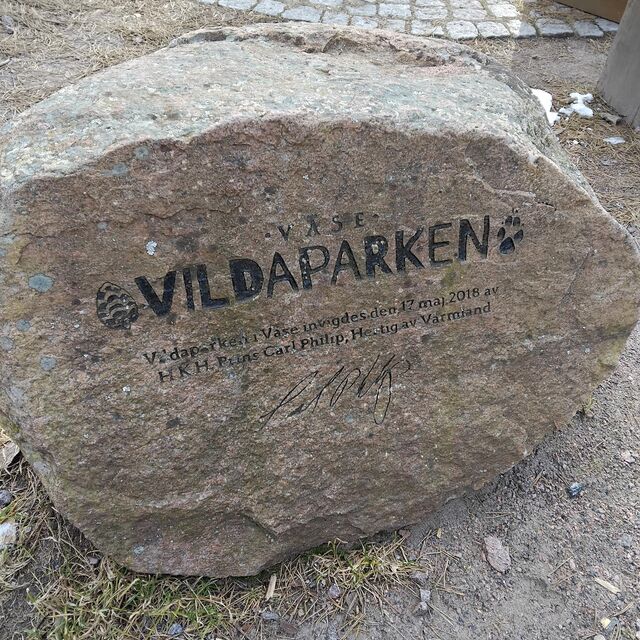 · VÄSE ·
VILDAPARKEN
Vildaparken i Väse invigdes den 17 maj 2018 av
H.K.H. Prins Carl Philip, Hertig av Värmland